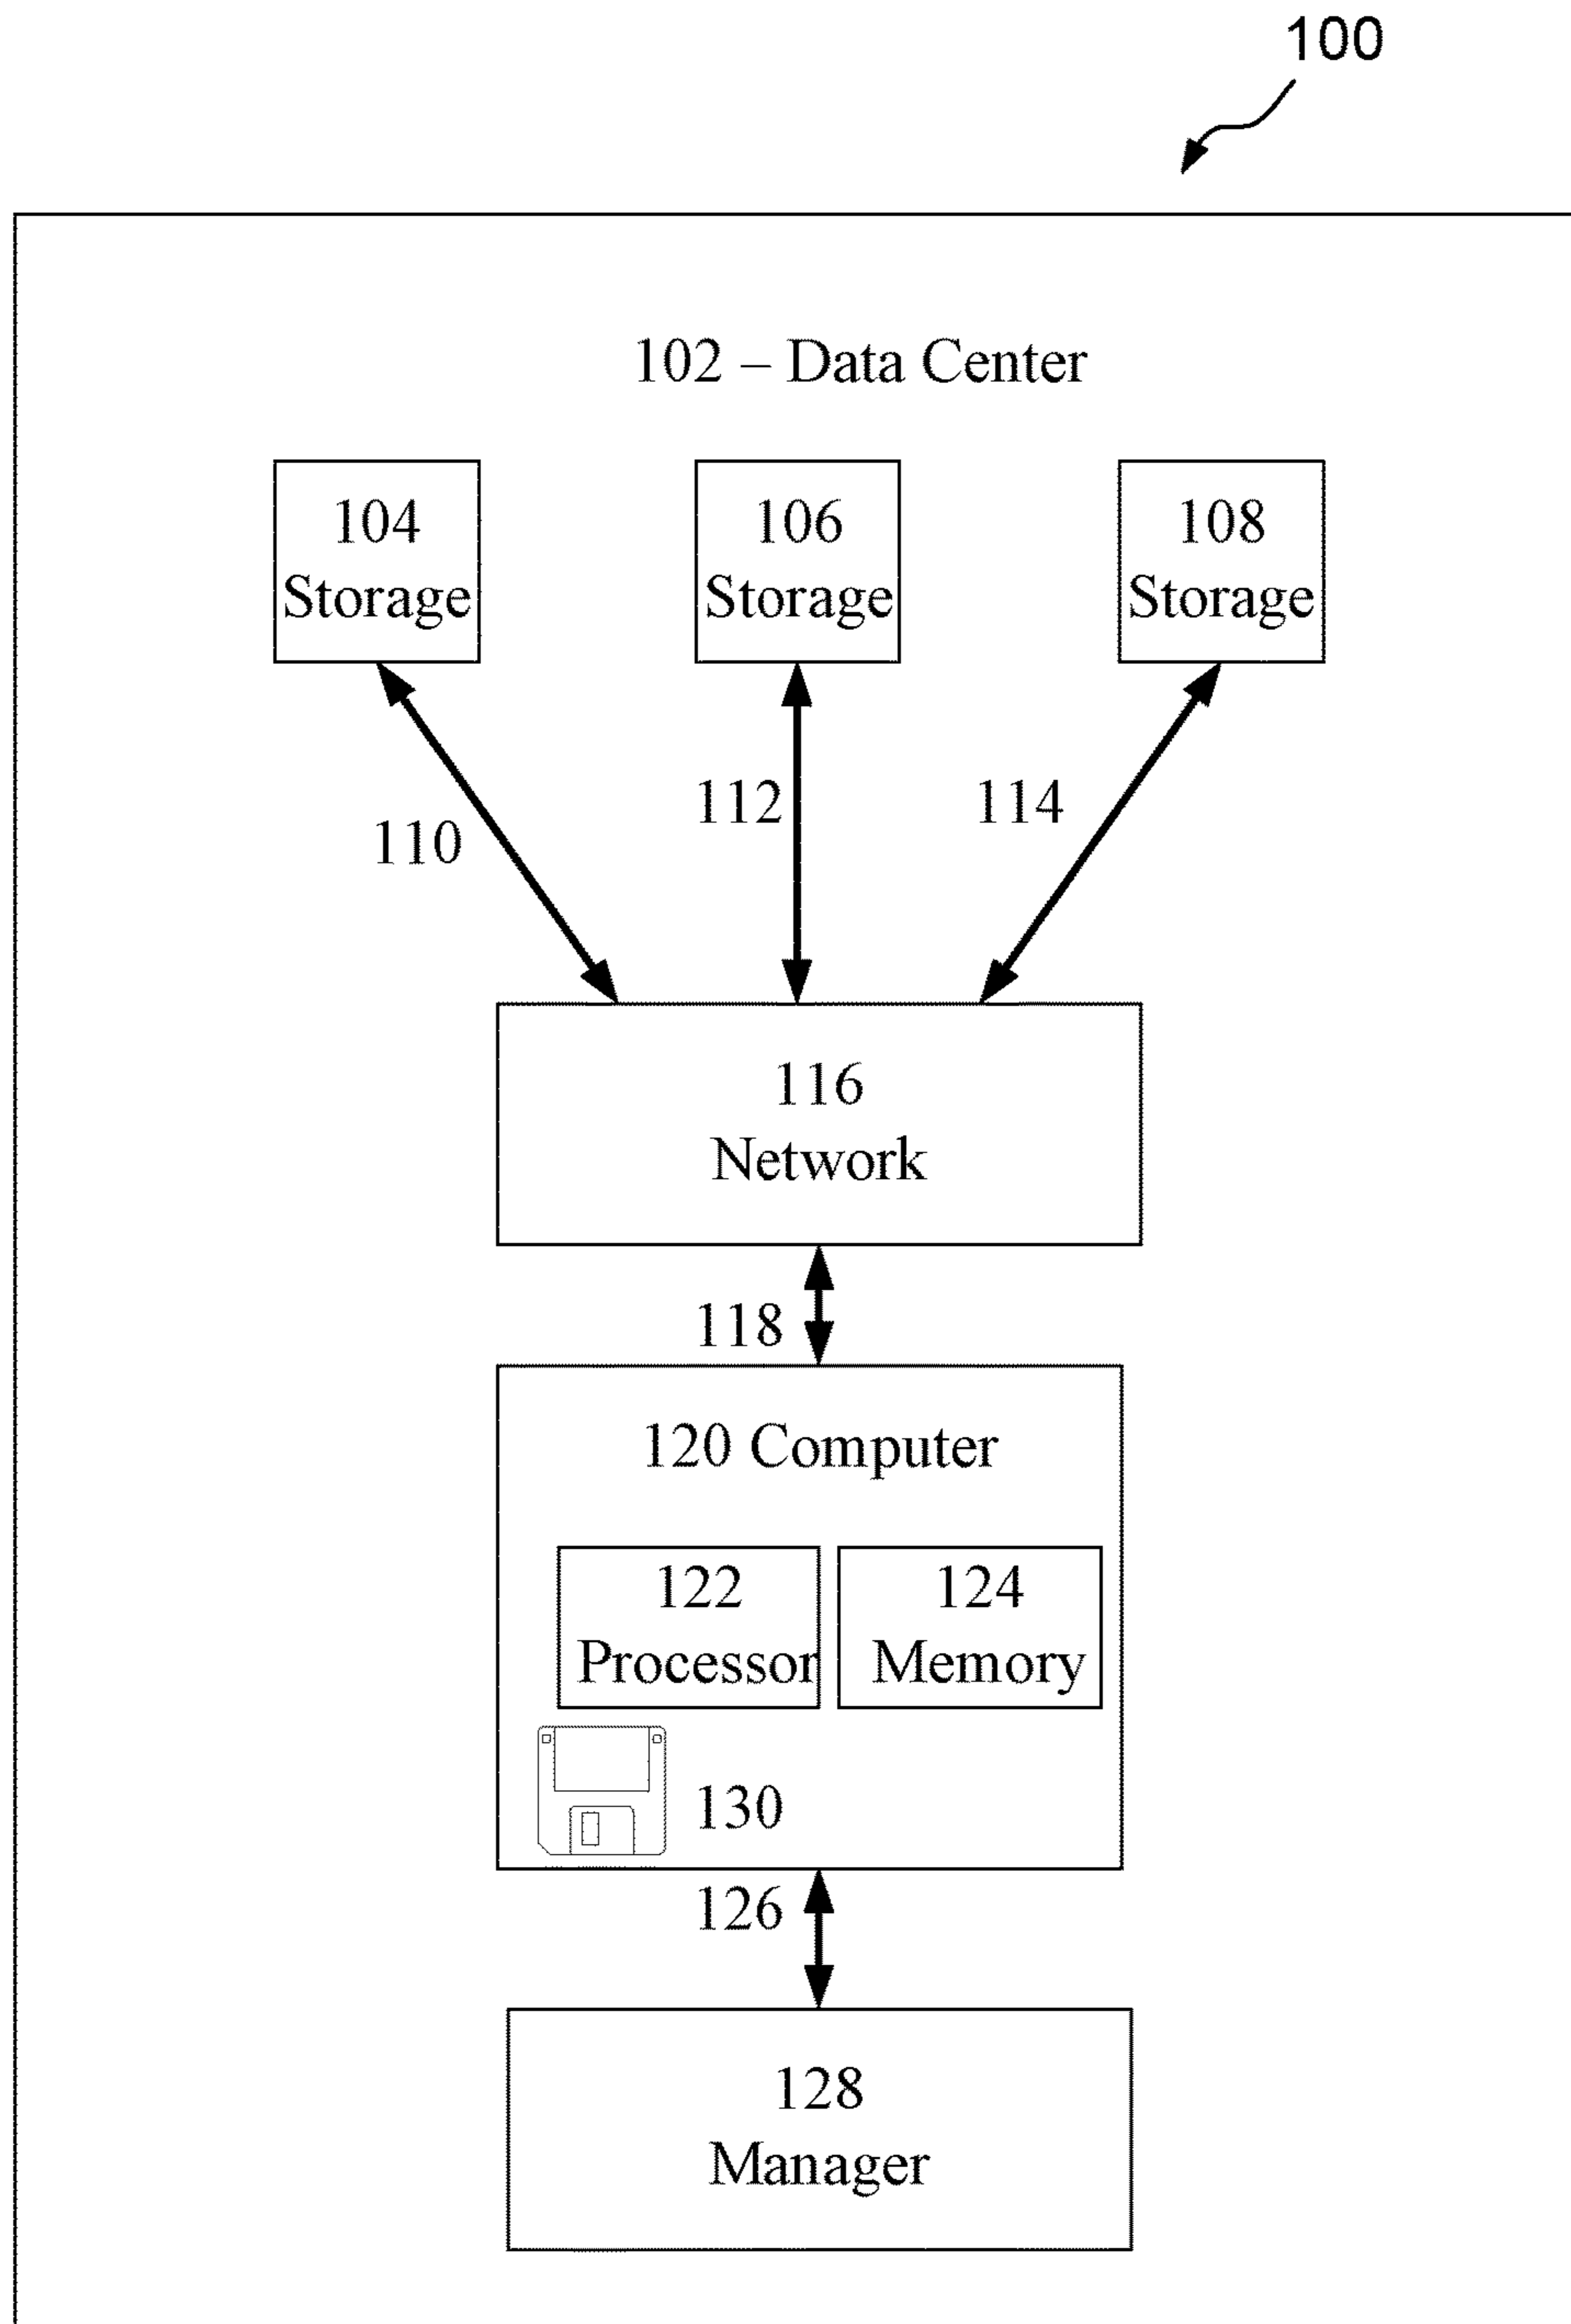 100
102 – Data Center
104
Storage
106
Storage
108
Storage
110
112
114
116
Network
118
120 Computer
122
Processor
124
Memory
130
126
128
Manager